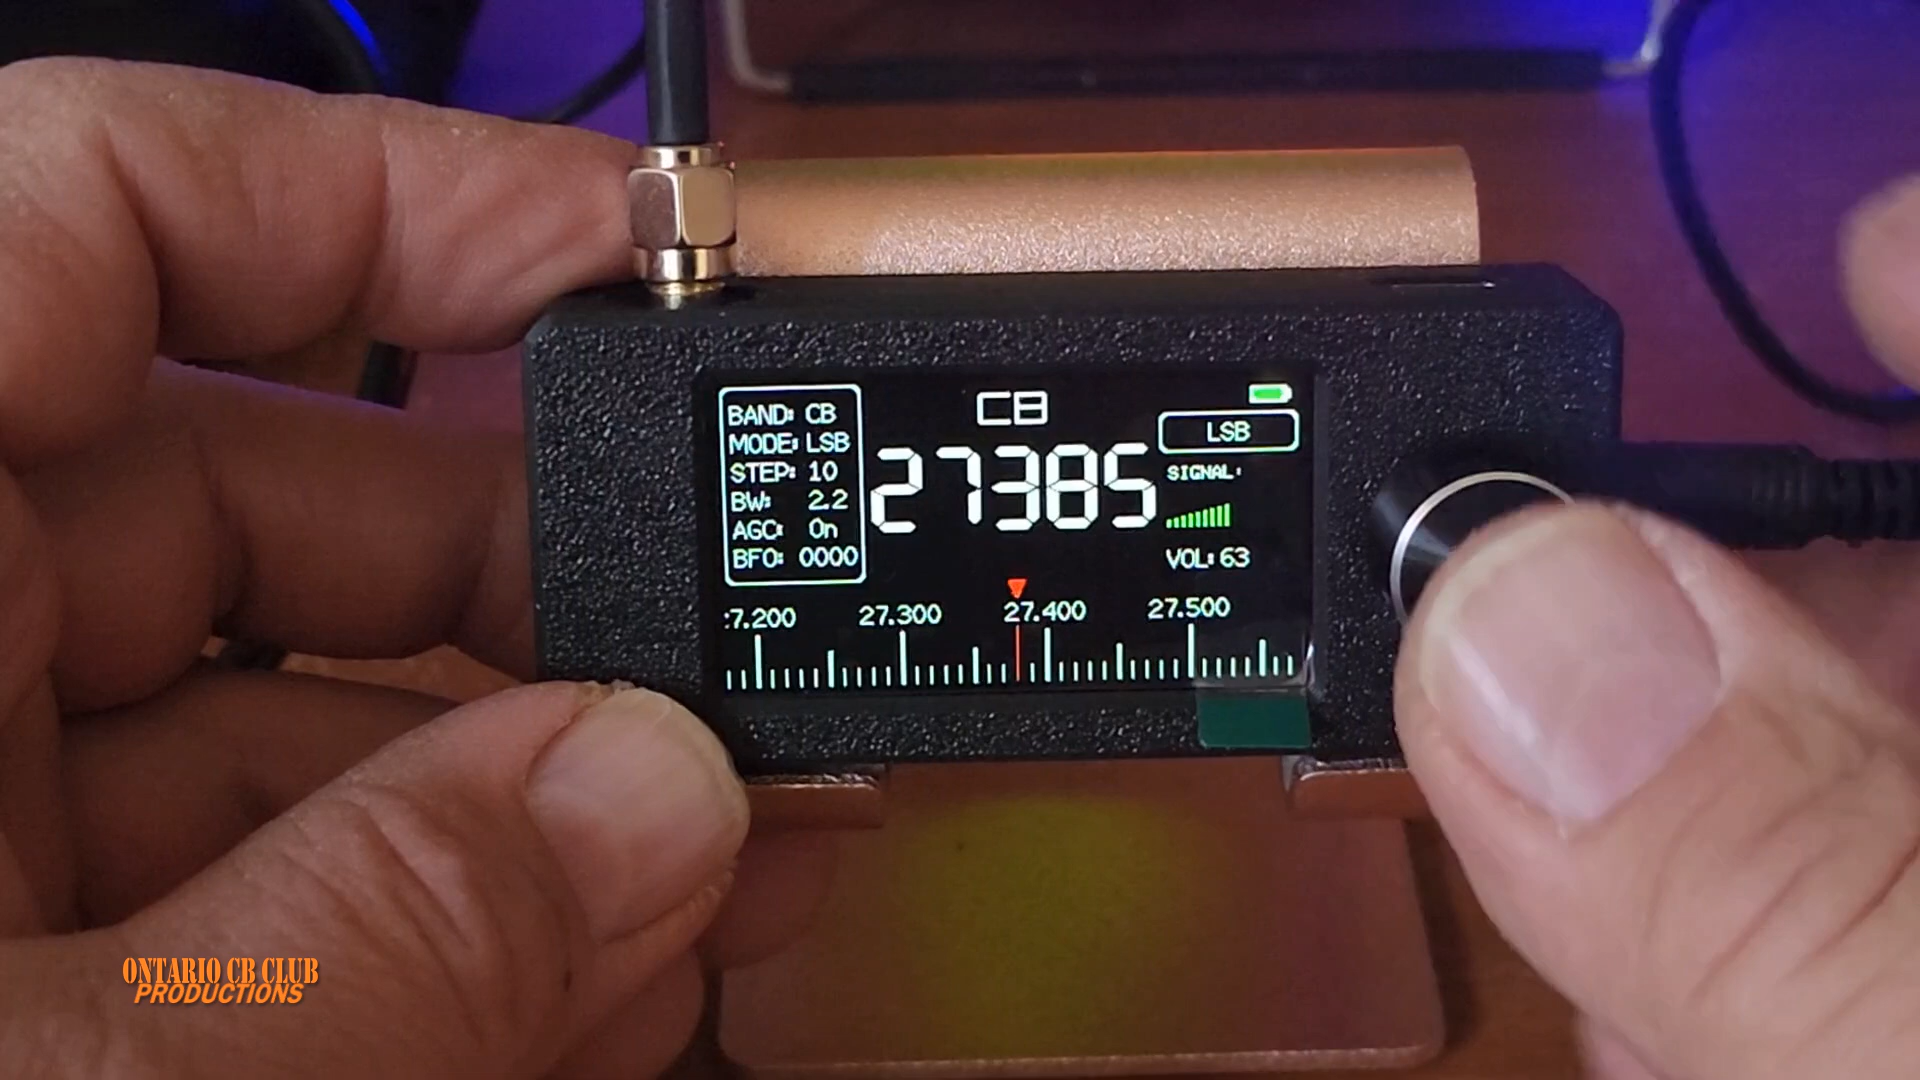 CB
BAND: CB
MODE: LSB
STEP: 10
BW: 2.2
AGC: On
BFO: 0000
27385
LSB
SIGNAL:
VOL: 63
:7.200 27.300 27.400 27.500
ONTARIO CB CLUB
PRODUCTIONS